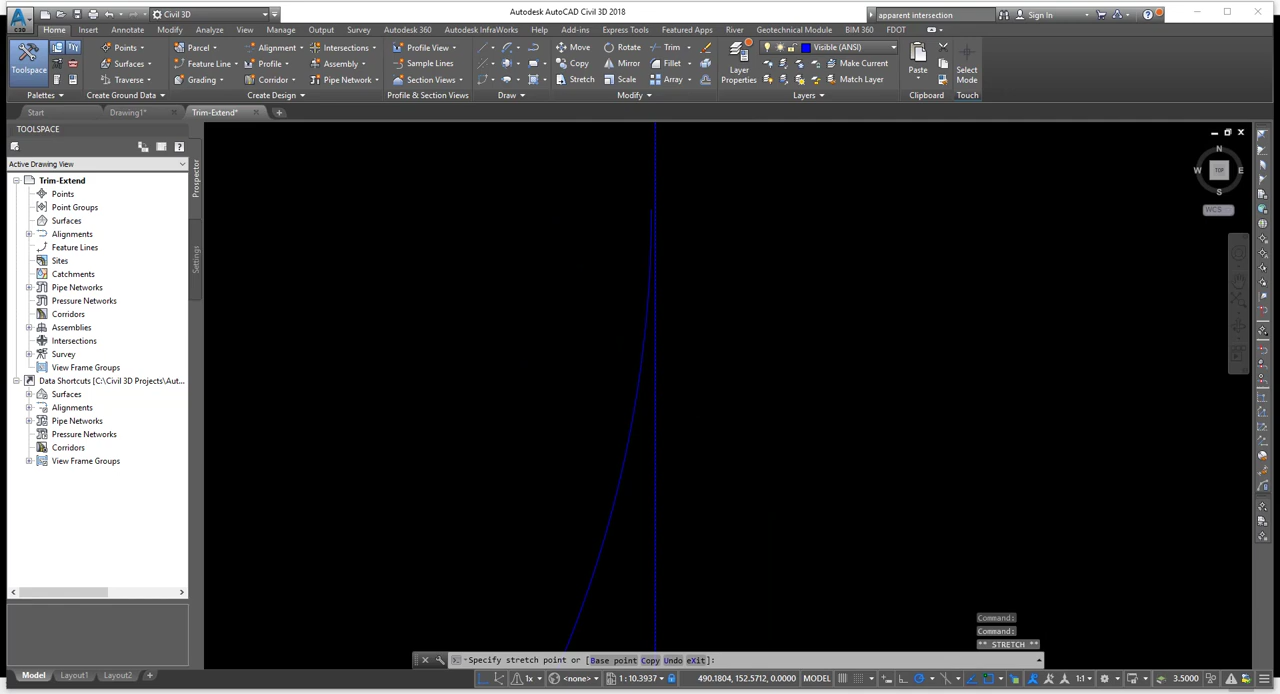 Civil 3D
Autodesk AutoCAD Civil 3D 2018
apparent intersection
Sign In
C3D
Home Insert Annotate Modify Analyze View Manage Output Survey Autodesk 360 Help Add-ins Autodesk InfraWorks Express Tools Featured Apps River Geotechnical Module BIM 360 FDOT
Toolspace
Points
Surfaces
Traverse
Parcel
Feature Line
Grading
Alignment
Profile
Corridor
Intersections
Assembly
Pipe Network
Profile View
Sample Lines
Section Views
Move
Copy
Stretch
Rotate
Mirror
Scale
Trim
Fillet
Array
Layer
Properties
Visible (ANSI)
Make Current
Match Layer
Paste
Select
Mode
Palettes
Create Ground Data
Create Design
Profile & Section Views
Draw
Modify
Layers
Clipboard
Touch
Start
Drawing1*
Trim-Extend*
TOOLSPACE
Active Drawing View
Trim-Extend
Points
Point Groups
Surfaces
Alignments
Feature Lines
Sites
Catchments
Pipe Networks
Pressure Networks
Corridors
Assemblies
Intersections
Survey
View Frame Groups
Data Shortcuts [C:\Civil 3D Projects\Aut...
Surfaces
Alignments
Pipe Networks
Pressure Networks
Corridors
View Frame Groups
Prospector
Settings
N
W TOP E
S
WCS
Command:
Command:
** STRETCH **
Specify stretch point or [Base point Copy Undo eXit]:
Model Layout1 Layout2
1x <none> 1 : 10.3937 490.1804, 152.5712, 0.0000 MODEL 1:1 3.5000